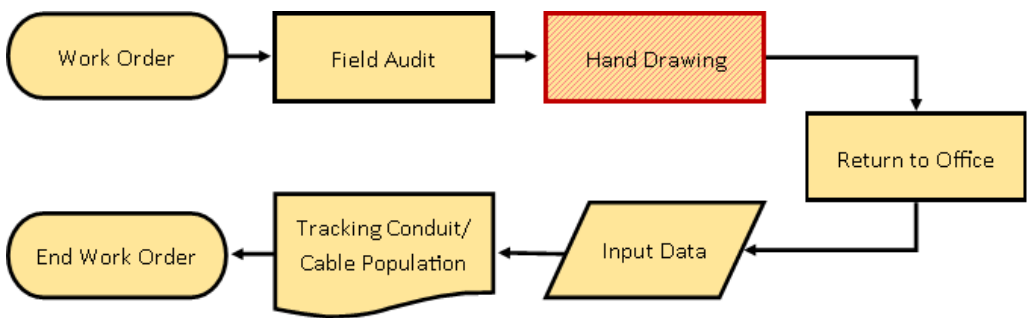 Work Order
Field Audit
Hand Drawing
Return to Office
Input Data
Tracking Conduit/
Cable Population
End Work Order